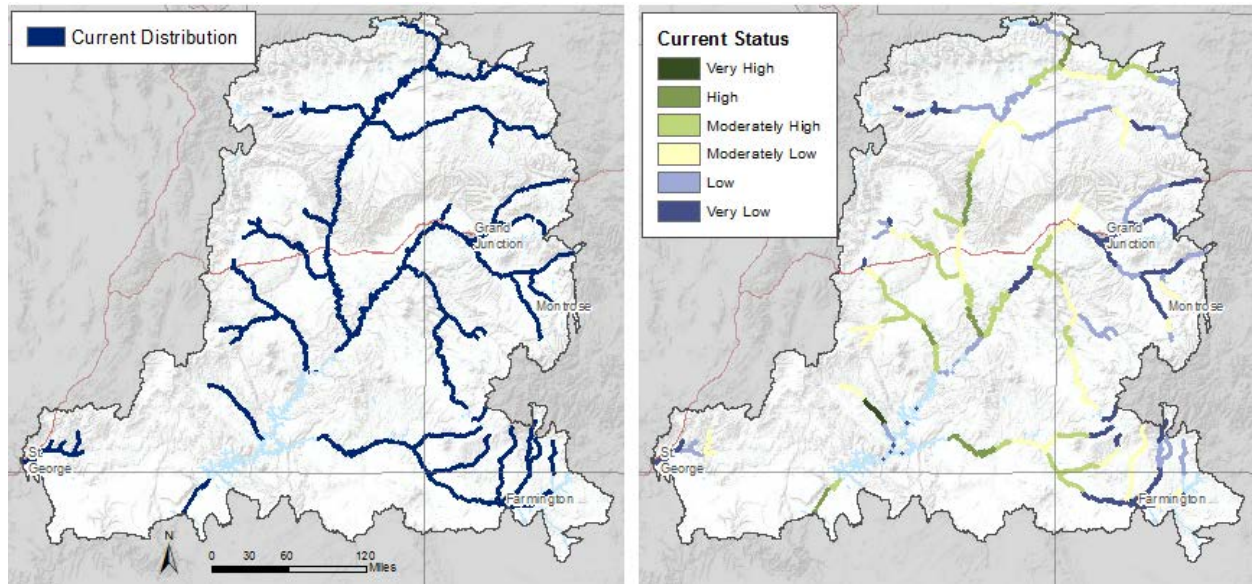 Current Distribution
Grand
Junction
Montrose
St.
George
Farmington
N
0 30 60 120
Miles
Current Status
Very High
High
Moderately High
Moderately Low
Low
Very Low
Grand
Junction
Montrose
St.
George
Farmington